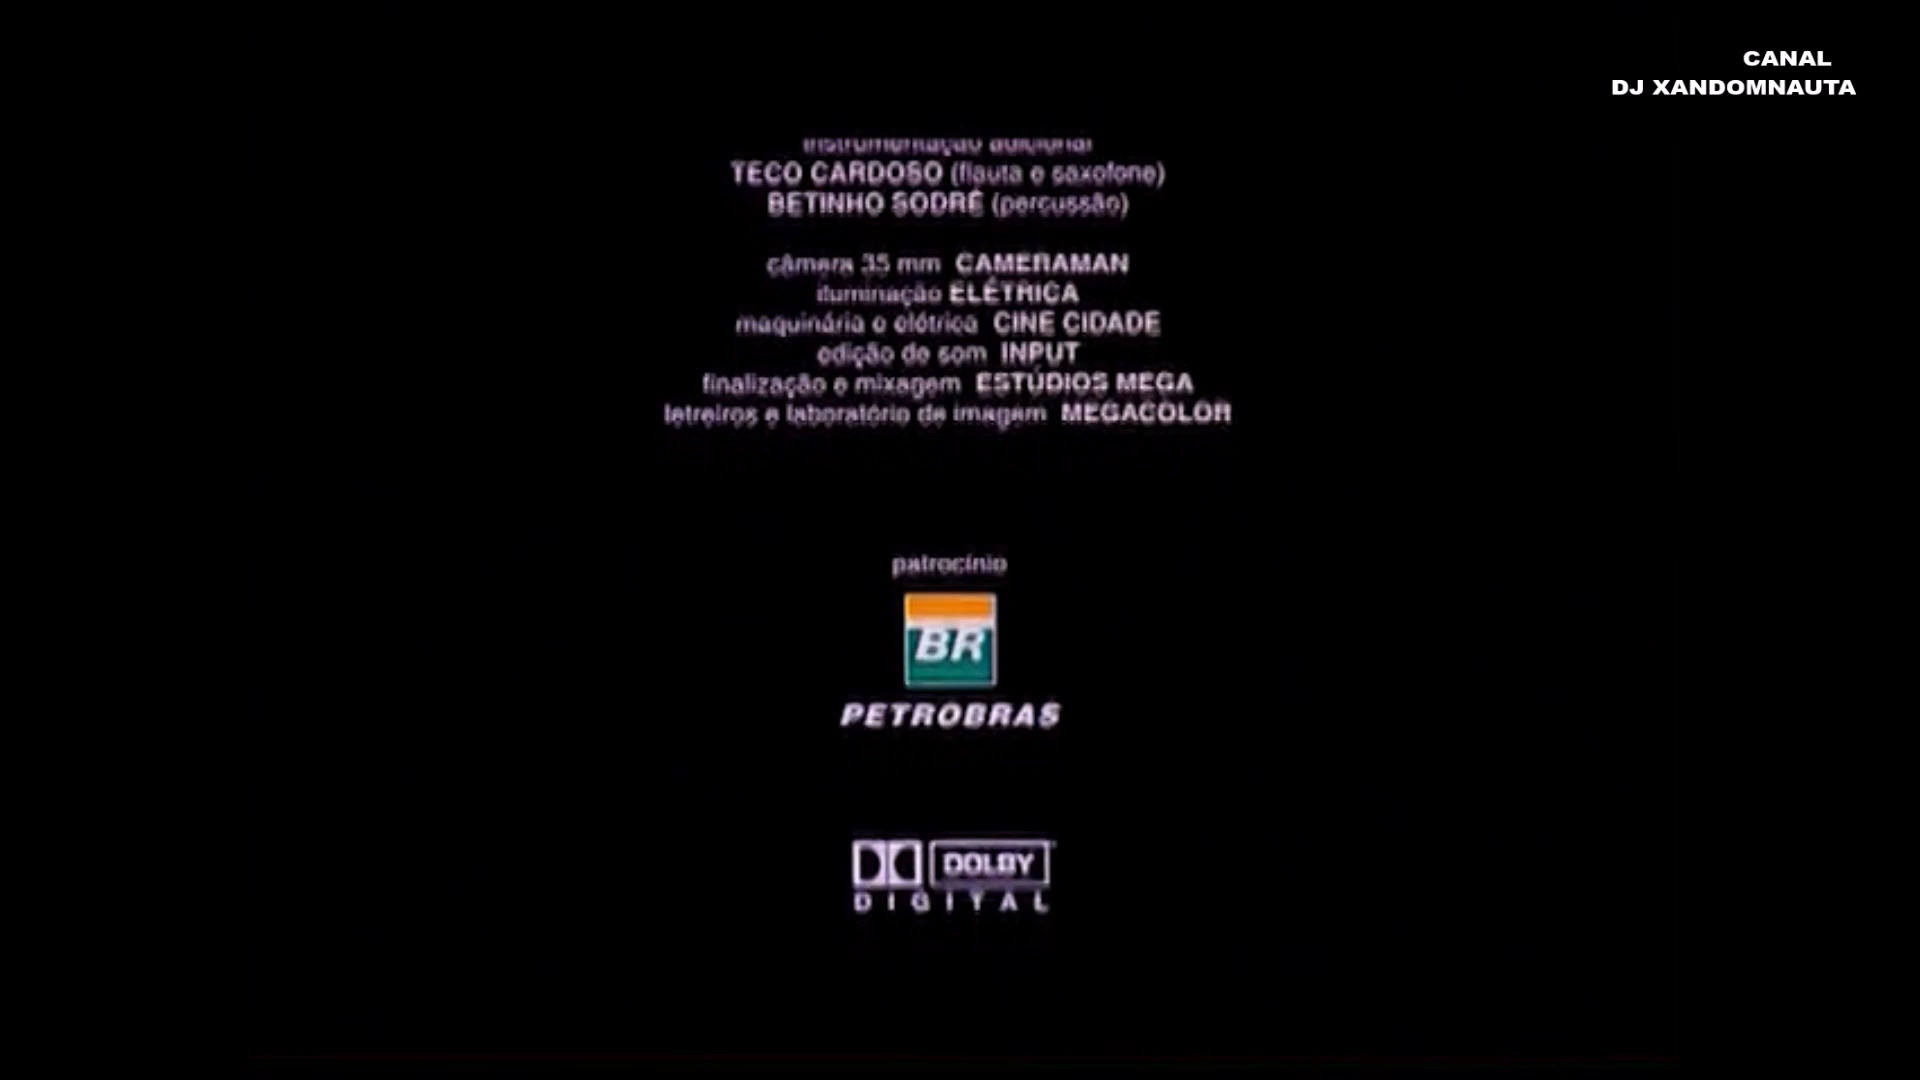 CANAL
DJ XANDOMNAUTA
instrumentação adicional
TECO CARDOSO (flauta e saxofone)
BETINHO SODRÉ (percussão)
câmera 35 mm CAMERAMAN
iluminação ELÉTRICA
maquinária e elétrica CINE CIDADE
edição de som INPUT
finalização e mixagem ESTÚDIOS MEGA
letreiros e laboratório de imagem MEGACOLOR
patrocínio
BR
PETROBRAS
DOLBY
DIGITAL